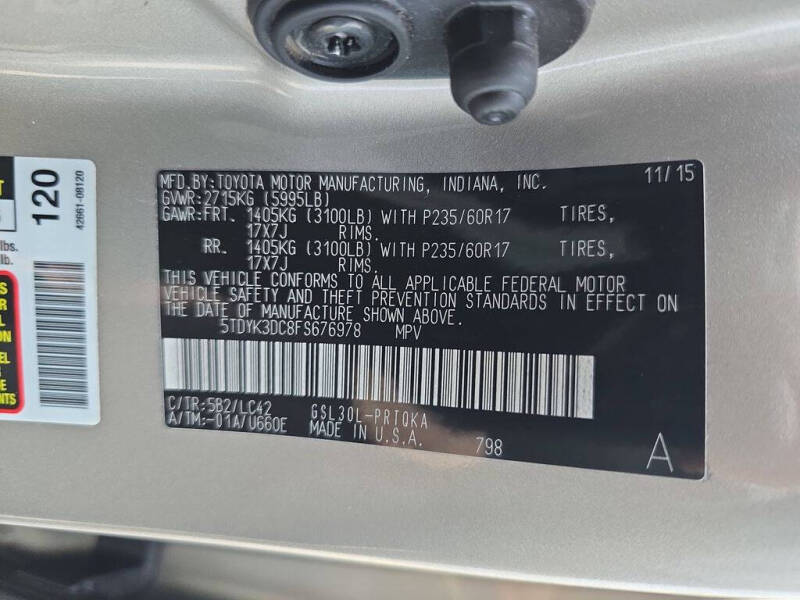 MFD.BY:TOYOTA MOTOR MANUFACTURING, INDIANA, INC. 11/15
GVWR:2715KG (5995LB)
GAWR:FRT. 1405KG (3100LB) WITH P235/60R17 TIRES,
17X7J RIMS.
RR. 1405KG (3100LB) WITH P235/60R17 TIRES,
17X7J RIMS.
THIS VEHICLE CONFORMS TO ALL APPLICABLE FEDERAL MOTOR
VEHICLE SAFETY AND THEFT PREVENTION STANDARDS IN EFFECT ON
THE DATE OF MANUFACTURE SHOWN ABOVE.
5TDYK3DC8FS676978 MPV
C/TR:5B2/LC42 GSL30L-PRTQKA
A/TM:-01A/U660E MADE IN U.S.A. 798
A
120
42661-08120
lbs.
lb.